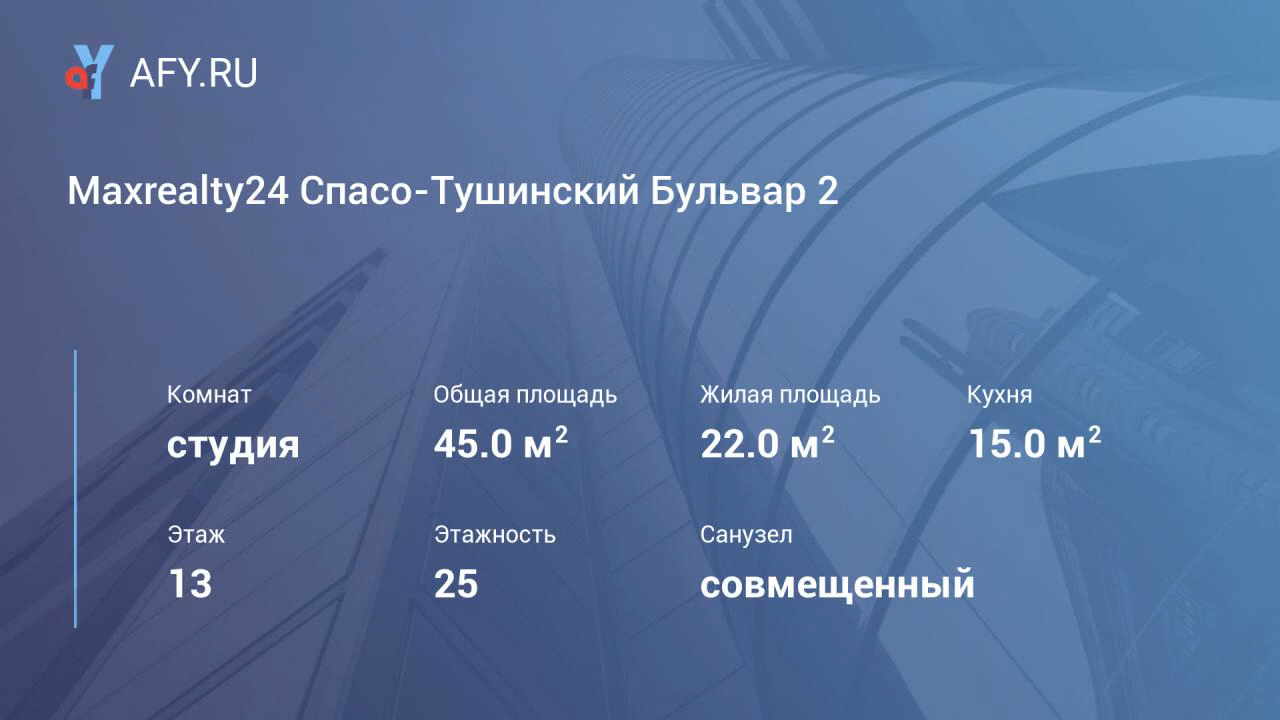 afy AFY.RU
Maxrealty24 Спасо-Тушинский Бульвар 2
Комнат Общая площадь Жилая площадь Кухня
студия 45.0 м² 22.0 м² 15.0 м²
Этаж Этажность Санузел
13 25 совмещенный